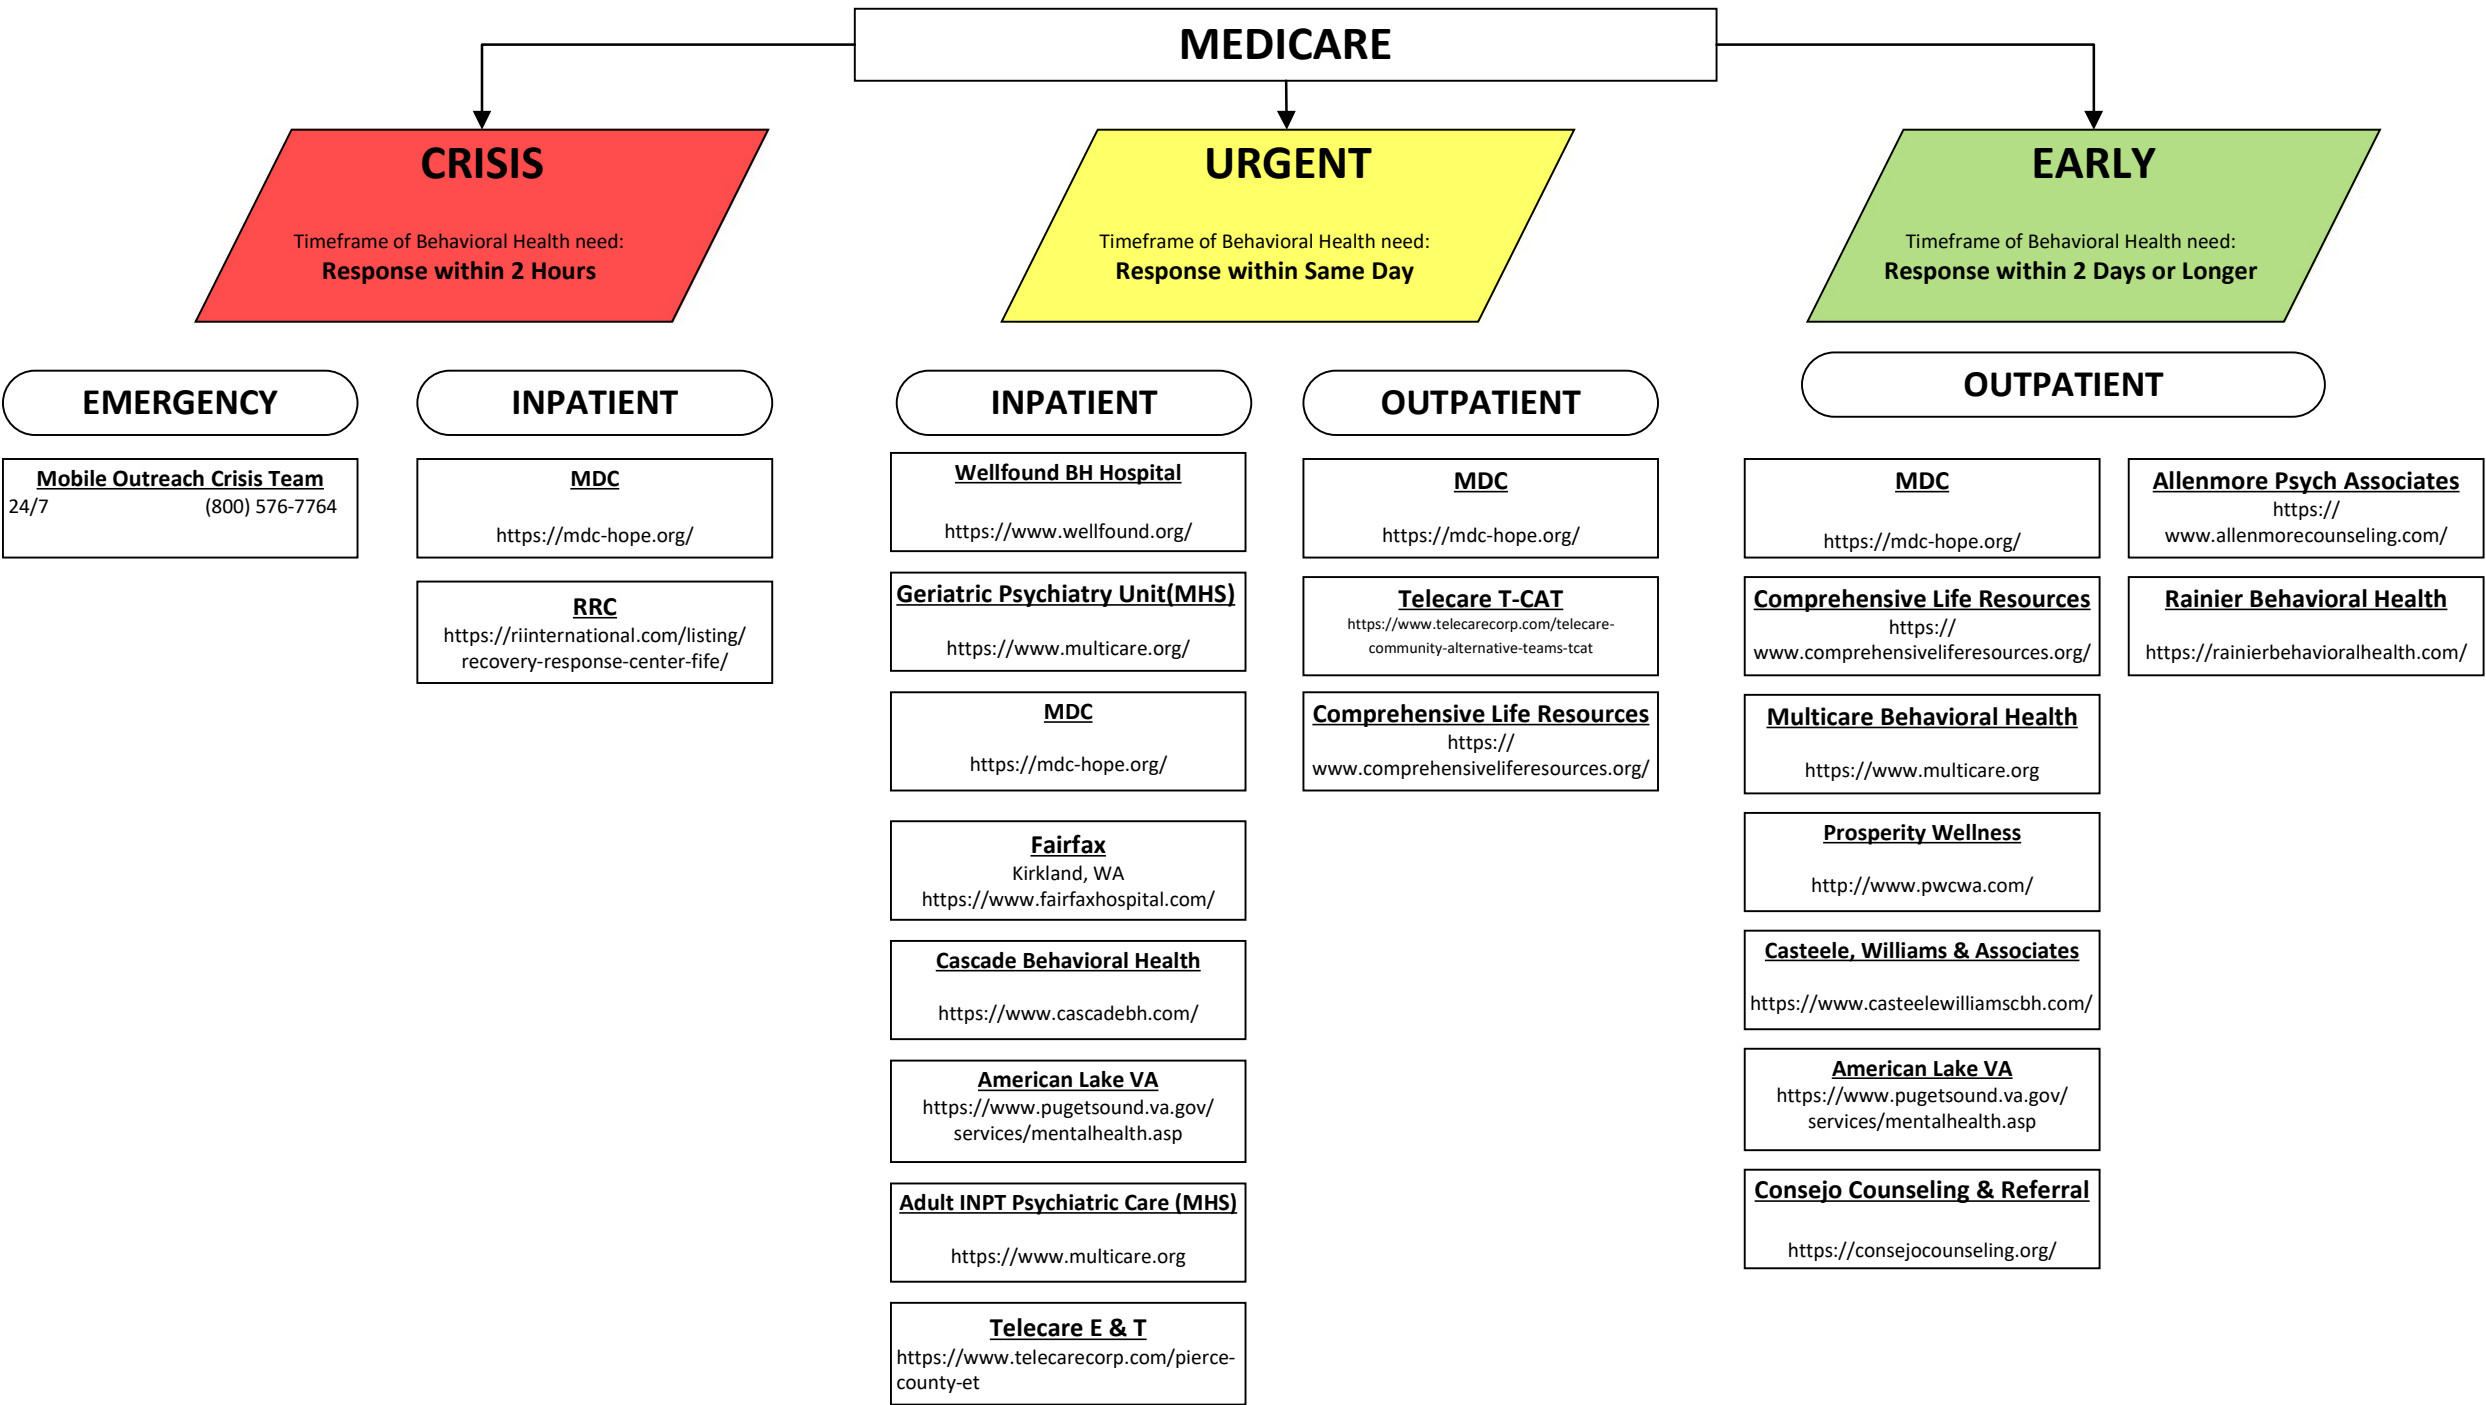 MEDICARE
CRISIS
Timeframe of Behavioral Health need:
Response within 2 Hours
URGENT
Timeframe of Behavioral Health need:
Response within Same Day
EARLY
Timeframe of Behavioral Health need:
Response within 2 Days or Longer
EMERGENCY
Mobile Outreach Crisis Team
24/7 (800) 576-7764
INPATIENT
MDC
https://mdc-hope.org/
RRC
https://riinternational.com/listing/
recovery-response-center-fife/
INPATIENT
Wellfound BH Hospital
https://www.wellfound.org/
Geriatric Psychiatry Unit(MHS)
https://www.multicare.org/
MDC
https://mdc-hope.org/
Fairfax
Kirkland, WA
https://www.fairfaxhospital.com/
Cascade Behavioral Health
https://www.cascadebh.com/
American Lake VA
https://www.pugetsound.va.gov/
services/mentalhealth.asp
Adult INPT Psychiatric Care (MHS)
https://www.multicare.org
Telecare E & T
https://www.telecarecorp.com/pierce-
county-et
OUTPATIENT
MDC
https://mdc-hope.org/
Telecare T-CAT
https://www.telecarecorp.com/telecare-
community-alternative-teams-tcat
Comprehensive Life Resources
https://
www.comprehensiveliferesources.org/
OUTPATIENT
MDC
https://mdc-hope.org/
Comprehensive Life Resources
https://
www.comprehensiveliferesources.org/
Multicare Behavioral Health
https://www.multicare.org
Prosperity Wellness
http://www.pwcwa.com/
Casteele, Williams & Associates
https://www.casteelewilliamscbh.com/
American Lake VA
https://www.pugetsound.va.gov/
services/mentalhealth.asp
Consejo Counseling & Referral
https://consejocounseling.org/
Allenmore Psych Associates
https://
www.allenmorecounseling.com/
Rainier Behavioral Health
https://rainierbehavioralhealth.com/